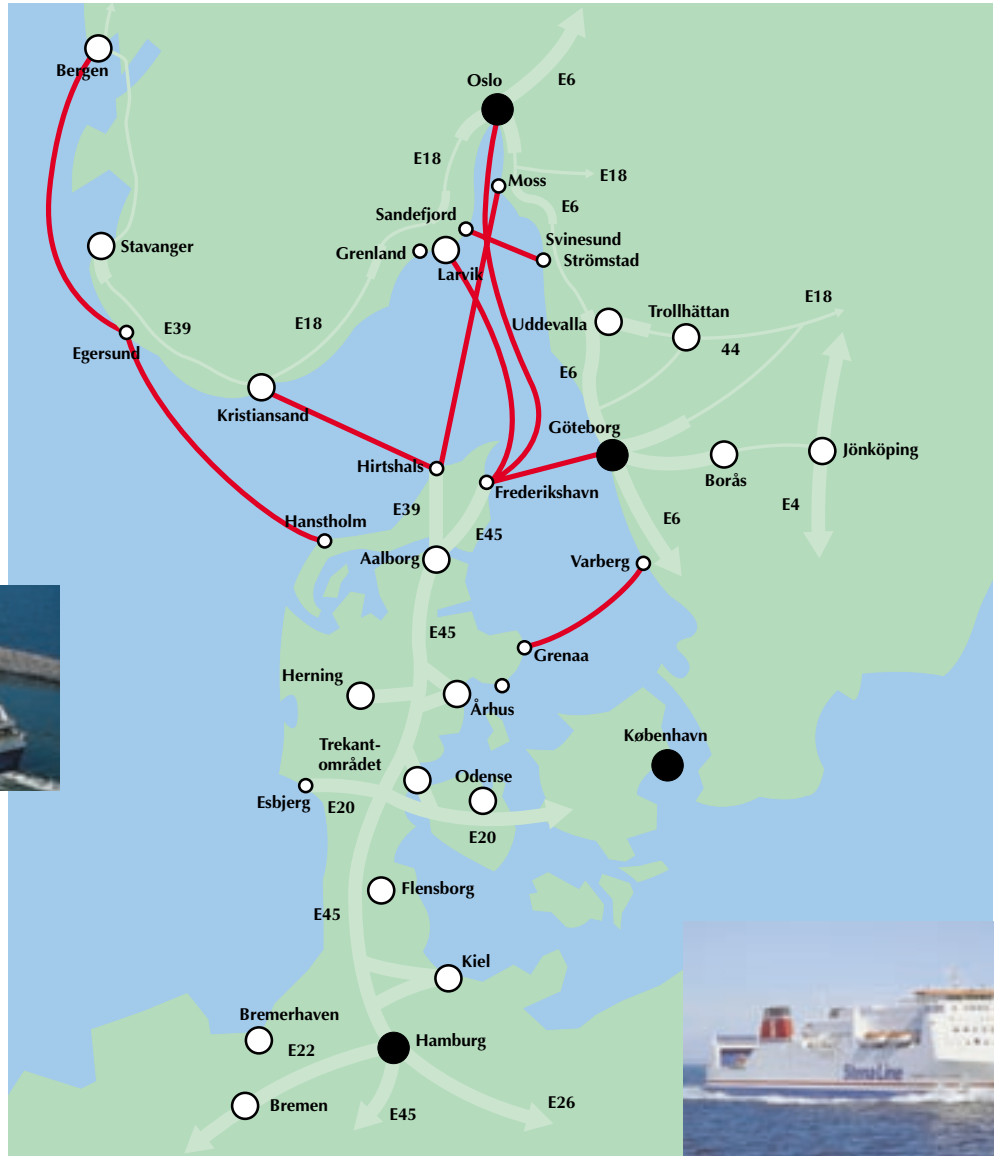 Bergen
Oslo
E6
E18
Moss
E18
Sandefjord
E6
Stavanger
Grenland
Larvik
Svinesund
Strömstad
E39
E18
Egersund
Uddevalla
Trollhättan
E18
44
E6
Kristiansand
Göteborg
Hirtshals
Frederikshavn
Borås
Jönköping
E4
E39
E45
E6
Hanstholm
Aalborg
Varberg
E45
Grenaa
Herning
Århus
København
Trekant-
området
Odense
Esbjerg
E20
E20
Flensborg
E45
Kiel
Bremerhaven
E22
Hamburg
StenaLine
Bremen
E45
E26